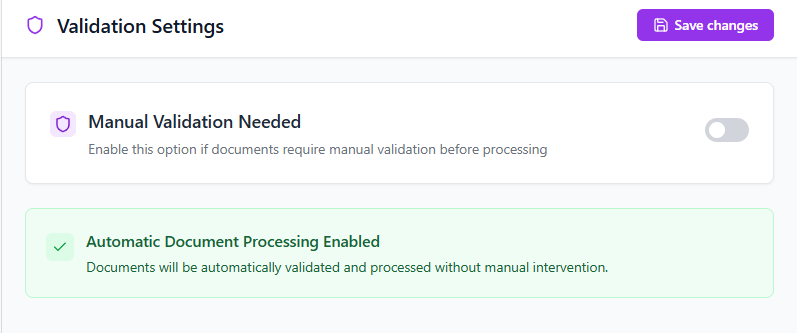 Validation Settings
Save changes
Manual Validation Needed
Enable this option if documents require manual validation before processing
Automatic Document Processing Enabled
Documents will be automatically validated and processed without manual intervention.